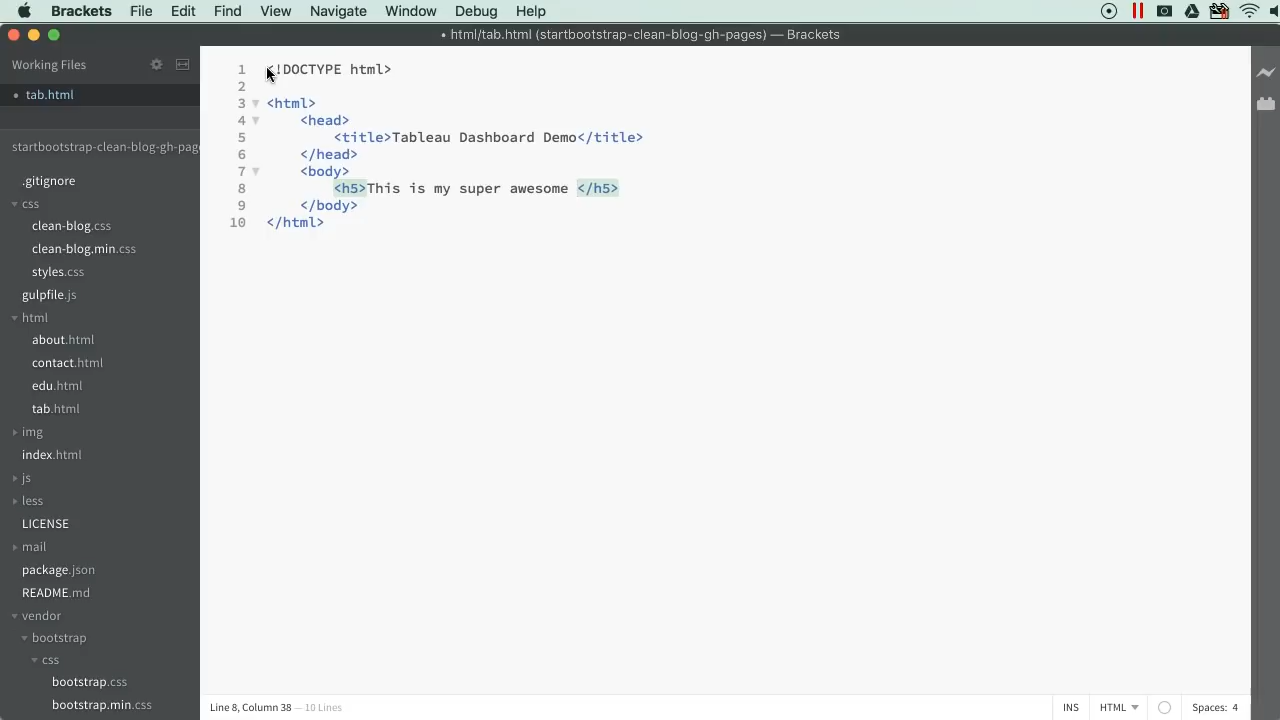 Brackets File Edit Find View Navigate Window Debug Help
• html/tab.html (startbootstrap-clean-blog-gh-pages) — Brackets
Working Files
• tab.html
startbootstrap-clean-blog-gh-page
.gitignore
css
clean-blog.css
clean-blog.min.css
styles.css
gulpfile.js
html
about.html
contact.html
edu.html
tab.html
img
index.html
js
less
LICENSE
mail
package.json
README.md
vendor
bootstrap
css
bootstrap.css
bootstrap.min.css
1 <!DOCTYPE html>
2
3 <html>
4 <head>
5 <title>Tableau Dashboard Demo</title>
6 </head>
7 <body>
8 <h5>This is my super awesome </h5>
9 </body>
10 </html>
Line 8, Column 38 — 10 Lines
INS HTML Spaces: 4